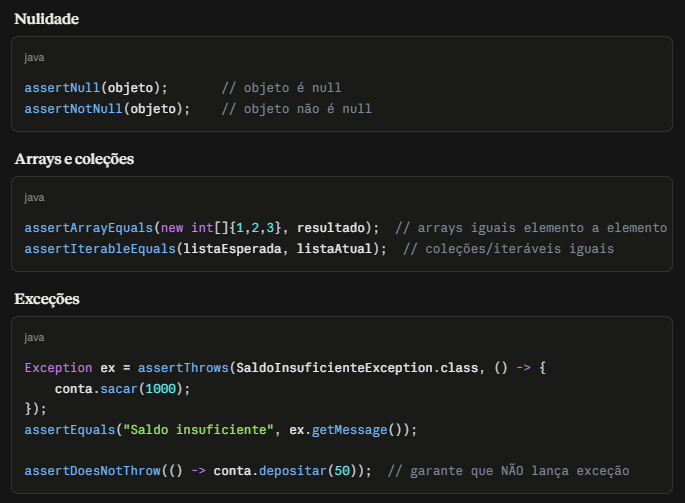 Nulidade
java
assertNull(objeto);       // objeto é null
assertNotNull(objeto);    // objeto não é null
Arrays e coleções
java
assertArrayEquals(new int[]{1,2,3}, resultado);  // arrays iguais elemento a elemento
assertIterableEquals(listaEsperada, listaAtual);  // coleções/iteráveis iguais
Exceções
java
Exception ex = assertThrows(SaldoInsuficienteException.class, () -> {
    conta.sacar(1000);
});
assertEquals("Saldo insuficiente", ex.getMessage());
assertDoesNotThrow(() -> conta.depositar(50));  // garante que NÃO lança exceção